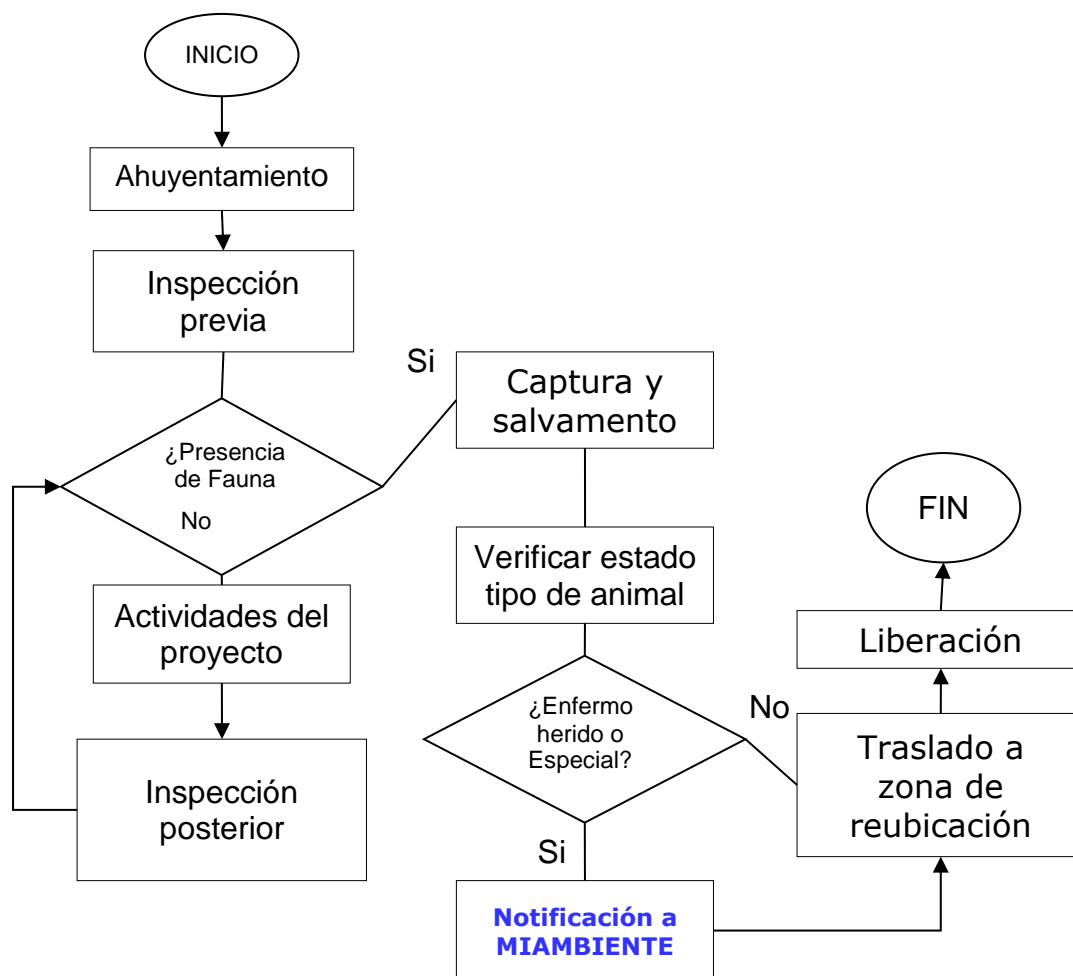 INICIO
Ahuyentamiento
Inspección
previa
Si
Captura y
salvamento
¿Presencia
de Fauna
No
FIN
Verificar estado
tipo de animal
Actividades del
proyecto
Liberación
¿Enfermo
herido o
Especial?
No
Traslado a
zona de
reubicación
Inspección
posterior
Si
Notificación a
MIAMBIENTE